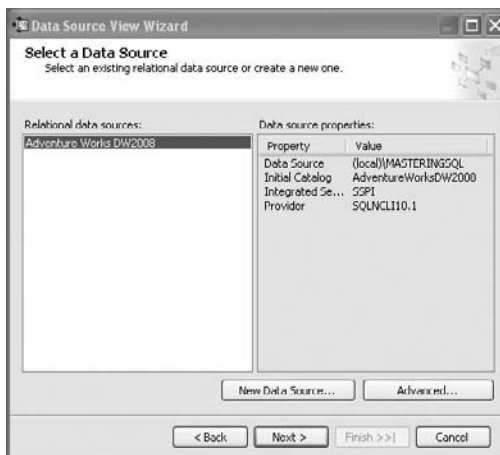 Data Source View Wizard
Select a Data Source
Select an existing relational data source or create a new one.
Relational data sources:
Adventure Works DW2008
Data source properties:
Property Value
Data Source (local)\MASTERINGSQL
Initial Catalog AdventureWorksDW2008
Integrated Se... SSPI
Provider SQLNCLI10.1
New Data Source...
Advanced...
< Back
Next >
Finish >>|
Cancel